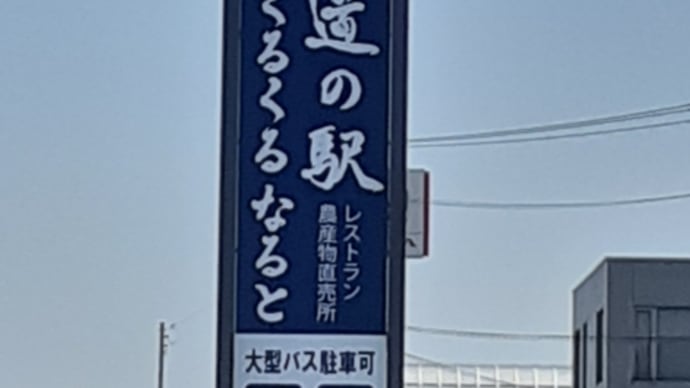 道の駅
くるくるなると
レストラン
農産物直売所
大型バス駐車可